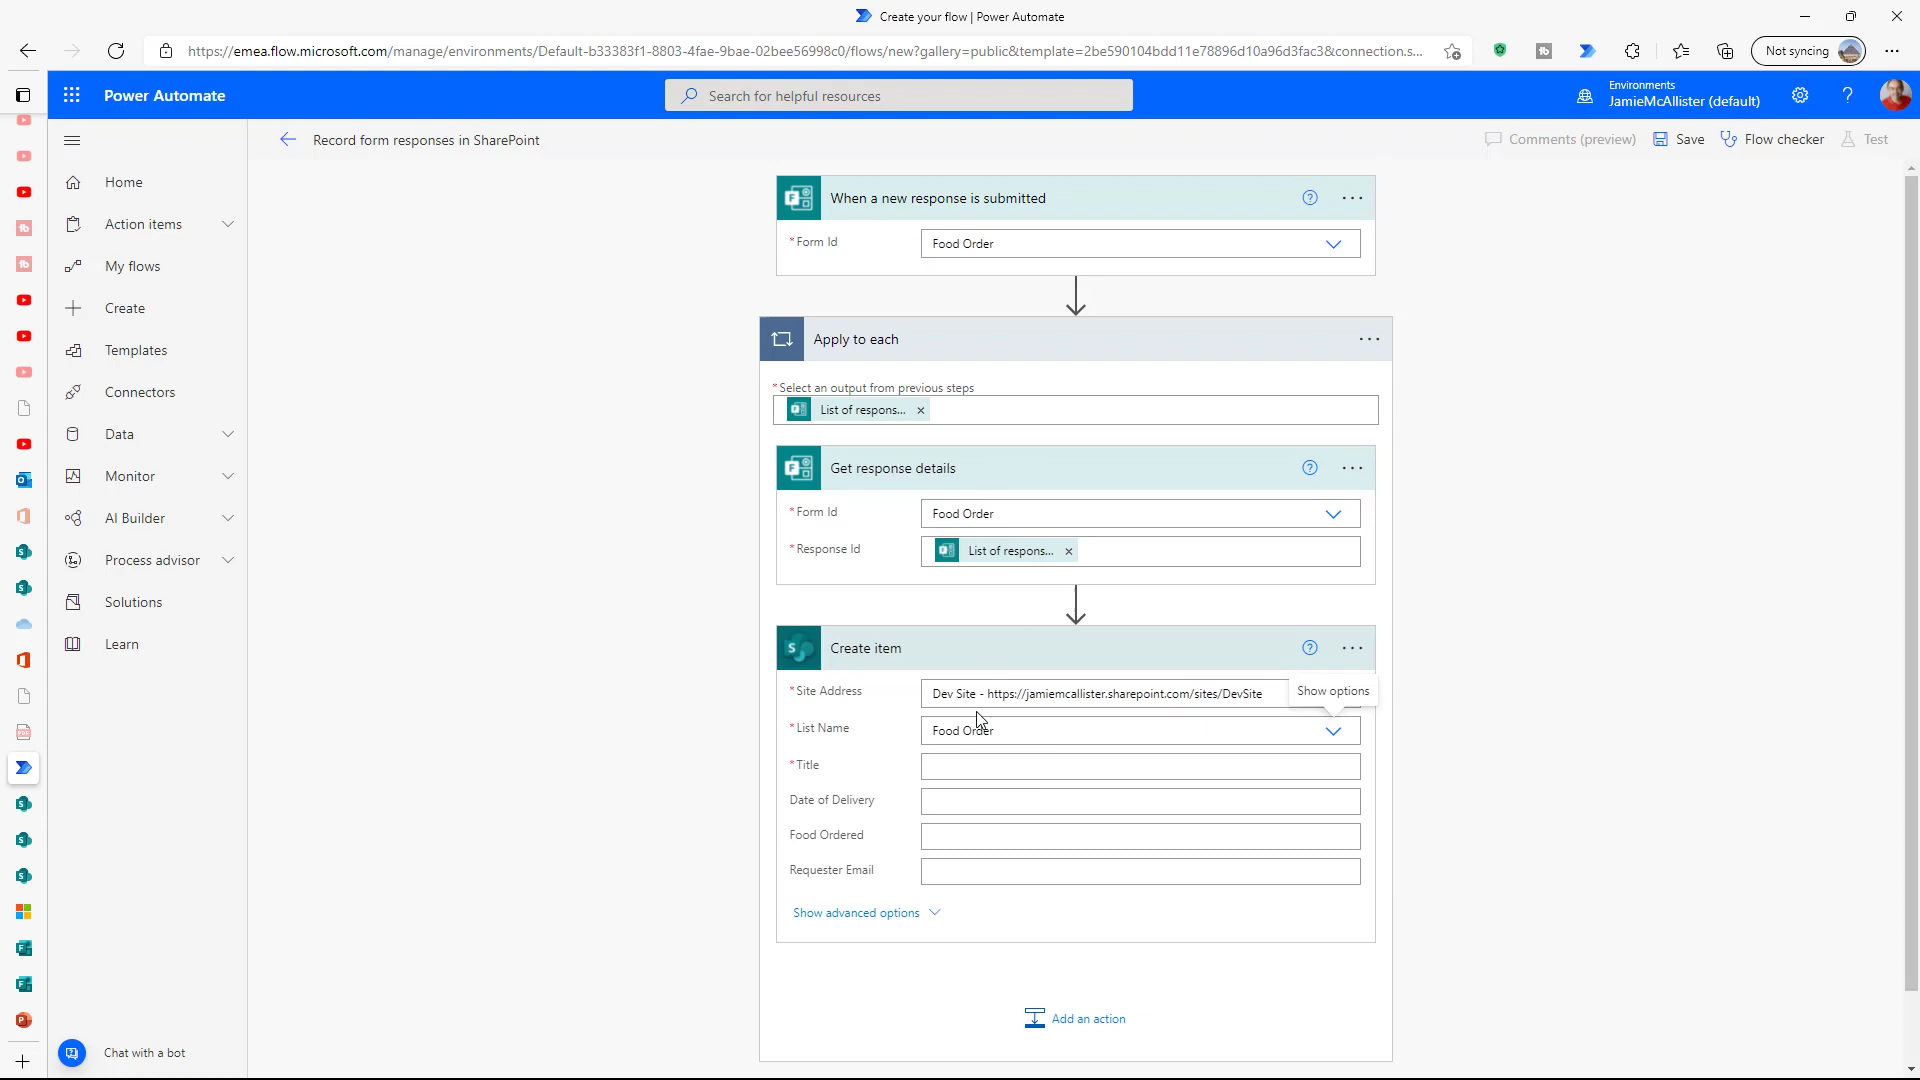 Create your flow | Power Automate
https://emea.flow.microsoft.com/manage/environments/Default-b33383f1-8803-4fae-9bae-02bee56998c0/flows/new?gallery=public&template=2be590104bdd11e78896d10a96d3fac3&connection.s...
Not syncing
Power Automate
Search for helpful resources
Environments
JamieMcAllister (default)
?
Record form responses in SharePoint
Comments (preview)
Save
Flow checker
Test
Home
Action items
My flows
Create
Templates
Connectors
Data
Monitor
AI Builder
Process advisor
Solutions
Learn
Chat with a bot
When a new response is submitted
* Form Id
Food Order
Apply to each
* Select an output from previous steps
List of respons... ×
Get response details
* Form Id
Food Order
* Response Id
List of respons... ×
Create item
* Site Address
Dev Site - https://jamiemcallister.sharepoint.com/sites/DevSite
Show options
* List Name
Food Order
* Title
Date of Delivery
Food Ordered
Requester Email
Show advanced options
Add an action